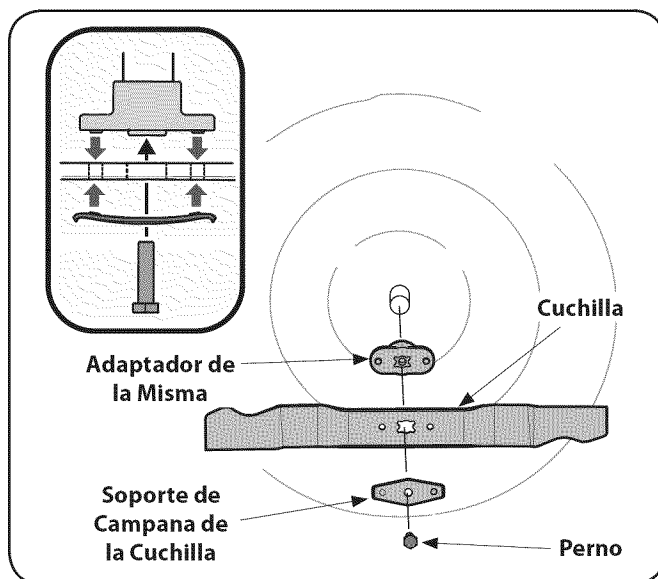 Cuchilla
Adaptador de
la Misma
Soporte de
Campana de
la Cuchilla
Perno